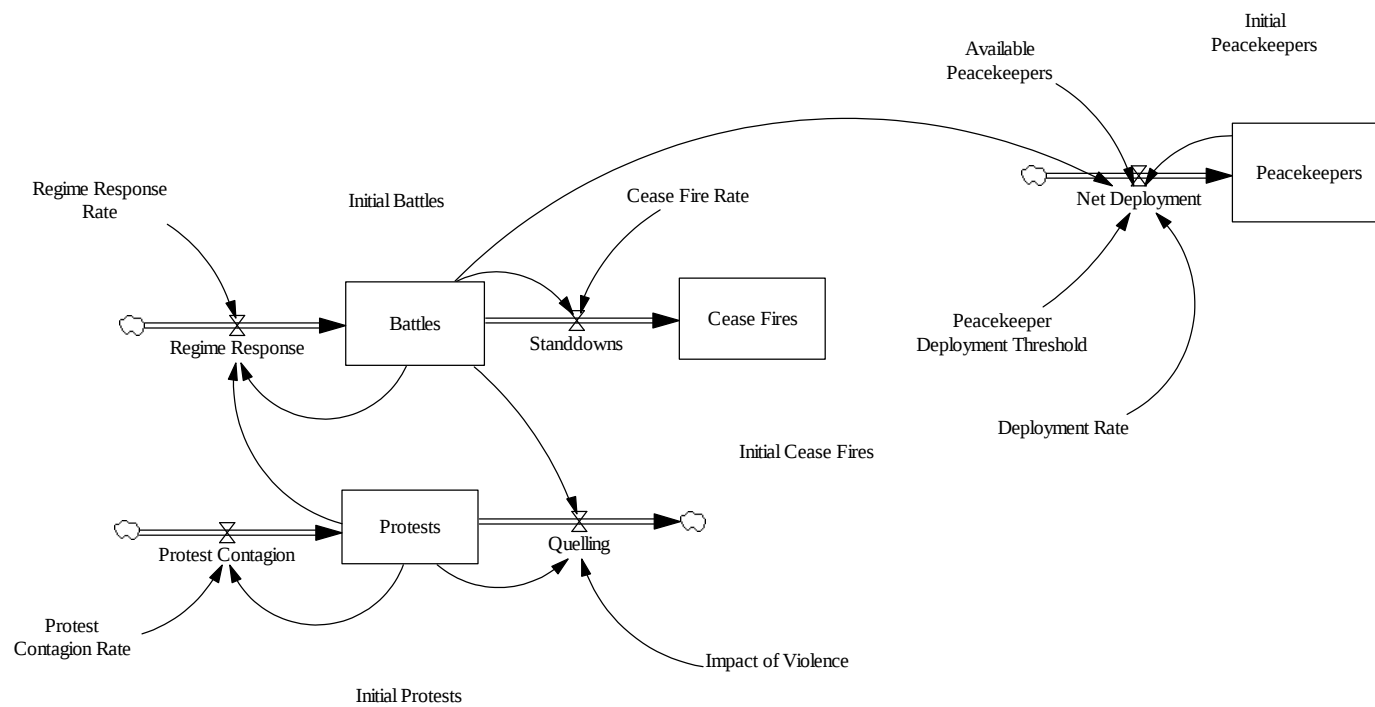 Initial
Peacekeepers
Available
Peacekeepers
Peacekeepers
Net Deployment
Regime Response
Rate
Initial Battles
Cease Fire Rate
Battles
Cease Fires
Regime Response
Standdowns
Peacekeeper
Deployment Threshold
Deployment Rate
Initial Cease Fires
Protests
Protest Contagion
Quelling
Protest
Contagion Rate
Impact of Violence
Initial Protests